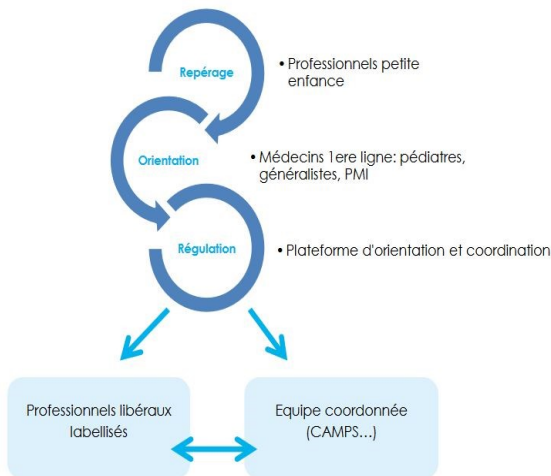 Repérage
• Professionnels petite
enfance
Orientation
• Médecins 1ere ligne: pédiatres,
généralistes, PMI
Régulation
• Plateforme d'orientation et coordination
Professionnels libéraux
labellisés
Equipe coordonnée
(CAMPS...)